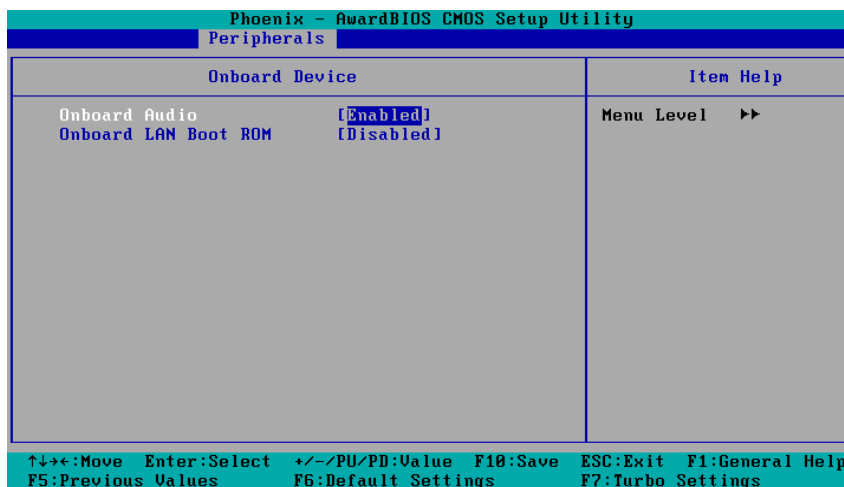 Phoenix - AwardBIOS CMOS Setup Utility
Peripherals
Onboard Device
Item Help
Onboard Audio [Enabled]
Menu Level ▶▶
Onboard LAN Boot ROM [Disabled]
↑↓→←:Move Enter:Select +/-/PU/PD:Value F10:Save ESC:Exit F1:General Help
F5:Previous Values F6:Default Settings F7:Turbo Settings